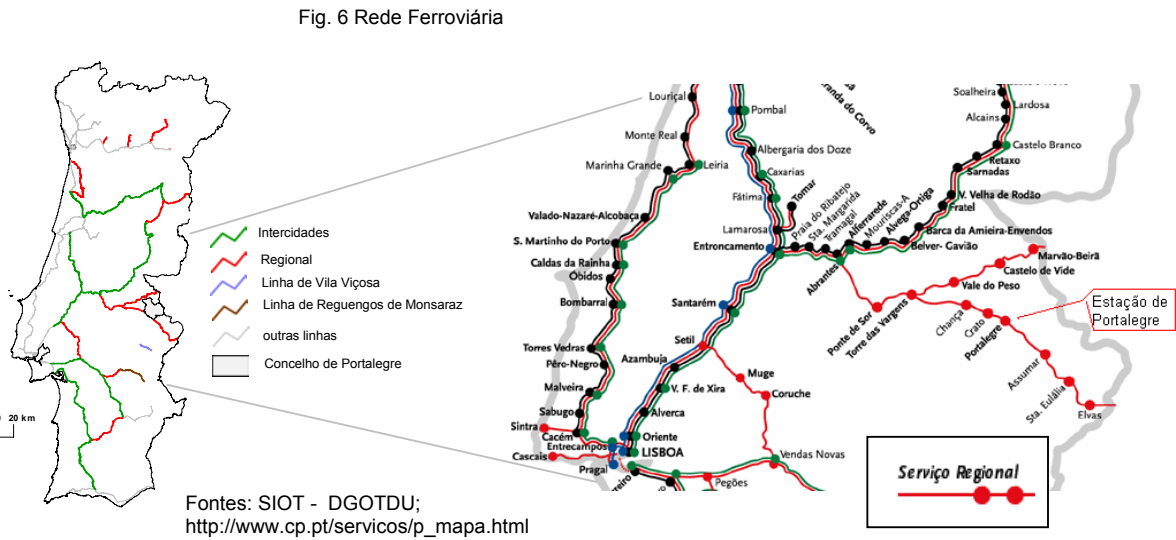 Fig. 6 Rede Ferroviária
Intercidades
Regional
Linha de Vila Viçosa
Linha de Reguengos de Monsaraz
outras linhas
Concelho de Portalegre
20 km
Fontes: SIOT - DGOTDU;
http://www.cp.pt/servicos/p_mapa.html
Louriçal
Monte Real
Marinha Grande
Leiria
Valado-Nazaré-Alcobaça
S. Martinho do Porto
Caldas da Rainha
Óbidos
Bombarral
Torres Vedras
Pêro-Negro
Malveira
Sabugo
Sintra
Cacém
Entrecampos
Cascais
Pragal
Pombal
Albergaria dos Doze
Caxarias
Fátima
Tomar
Lamarosa
Entroncamento
Santarém
Setil
Azambuja
V. F. de Xira
Alverca
Oriente
LISBOA
Muge
Coruche
Vendas Novas
Pegões
Praia do Ribatejo
Sta. Margarida
Tramagal
Alferrarede
Mouriscas-A
Alvega-Ortiga
Abrantes
Belver- Gavião
Barca da Amieira-Envendos
Fratel
V. Velha de Rodão
Sarnadas
Retaxo
Castelo Branco
Alcains
Lardosa
Soalheira
do Corvo
Ponte de Sor
Torre das Vargens
Vale do Peso
Castelo de Vide
Marvão-Beirã
Chança
Crato
Portalegre
Assumar
Sta. Eulália
Elvas
Estação de
Portalegre
Serviço Regional